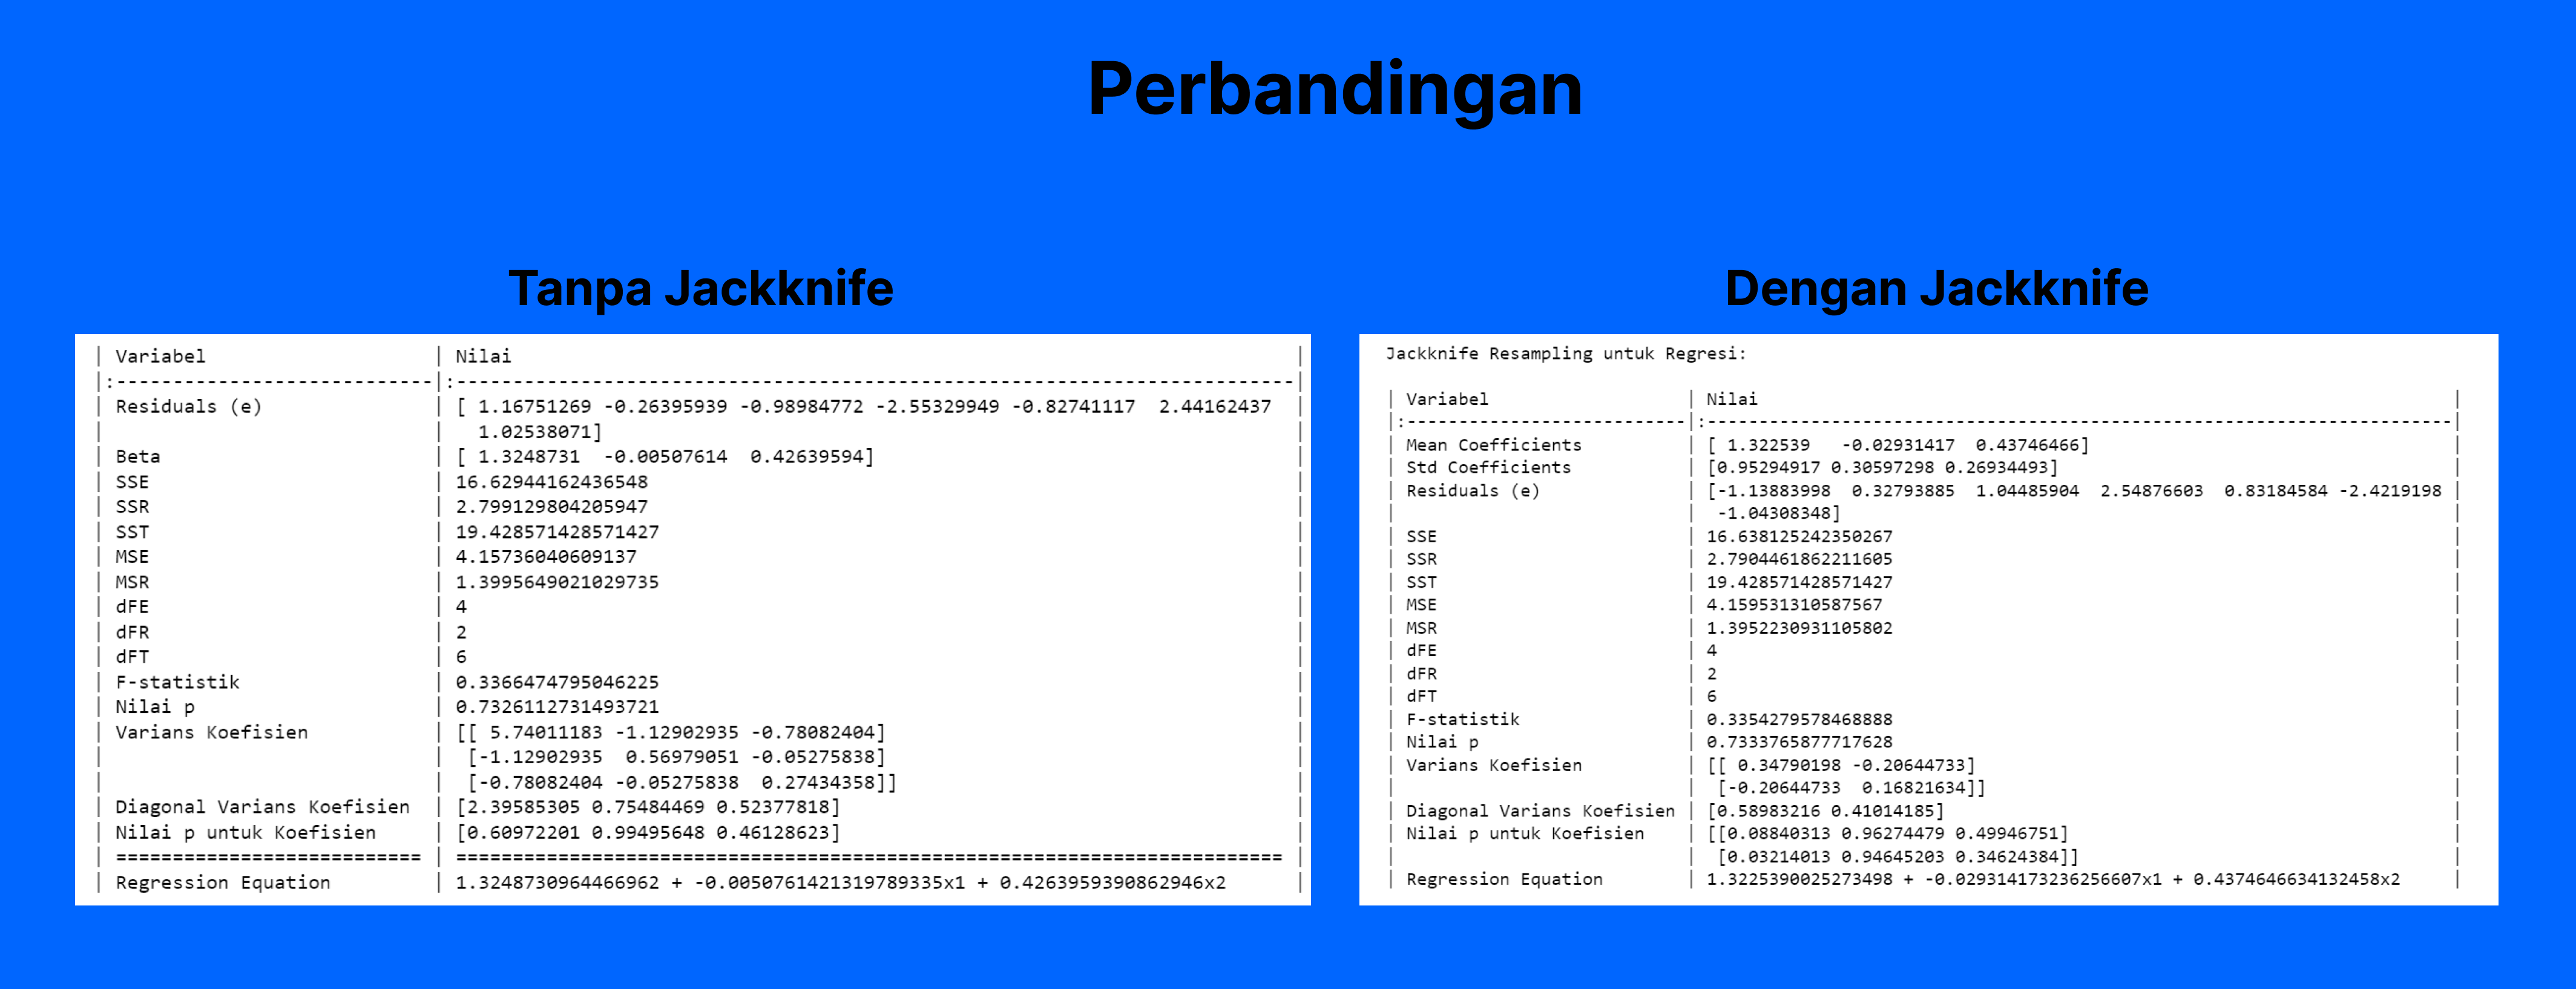 Perbandingan
Tanpa Jackknife
| Variabel | Nilai |
|:----------------------------|:--------------------------------------------------------------------------|
| Residuals (e) | [ 1.16751269 -0.26395939 -0.98984772 -2.55329949 -0.82741117 2.44162437 |
| | 1.02538071] |
| Beta | [ 1.3248731 -0.00507614 0.42639594] |
| SSE | 16.62944162436548 |
| SSR | 2.799129804205947 |
| SST | 19.428571428571427 |
| MSE | 4.15736040609137 |
| MSR | 1.3995649021029735 |
| dFE | 4 |
| dFR | 2 |
| dFT | 6 |
| F-statistik | 0.3366474795046225 |
| Nilai p | 0.7326112731493721 |
| Varians Koefisien | [[ 5.74011183 -1.12902935 -0.78082404] |
| | [-1.12902935 0.56979051 -0.05275838] |
| | [-0.78082404 -0.05275838 0.27434358]] |
| Diagonal Varians Koefisien | [2.39585305 0.75484469 0.52377818] |
| Nilai p untuk Koefisien | [0.60972201 0.99495648 0.46128623] |
| =========================== | ========================================================================= |
| Regression Equation | 1.3248730964466962 + -0.0050761421319789335x1 + 0.4263959390862946x2 |
Dengan Jackknife
Jackknife Resampling untuk Regresi:
| Variabel | Nilai |
|:---------------------------|:--------------------------------------------------------------------------|
| Mean Coefficients | [ 1.322539 -0.02931417 0.43746466] |
| Std Coefficients | [0.95294917 0.30597298 0.26934493] |
| Residuals (e) | [-1.13883998 0.32793885 1.04485904 2.54876603 0.83184584 -2.4219198 |
| | -1.04308348] |
| SSE | 16.638125242350267 |
| SSR | 2.7904461862211605 |
| SST | 19.428571428571427 |
| MSE | 4.159531310587567 |
| MSR | 1.3952230931105802 |
| dFE | 4 |
| dFR | 2 |
| dFT | 6 |
| F-statistik | 0.3354279578468888 |
| Nilai p | 0.7333765877717628 |
| Varians Koefisien | [[ 0.34790198 -0.20644733] |
| | [-0.20644733 0.16821634]] |
| Diagonal Varians Koefisien | [0.58983216 0.41014185] |
| Nilai p untuk Koefisien | [[0.08840313 0.96274479 0.49946751] |
| | [0.03214013 0.94645203 0.34624384]] |
| Regression Equation | 1.3225390025273498 + -0.029314173236256607x1 + 0.4374646634132458x2 |